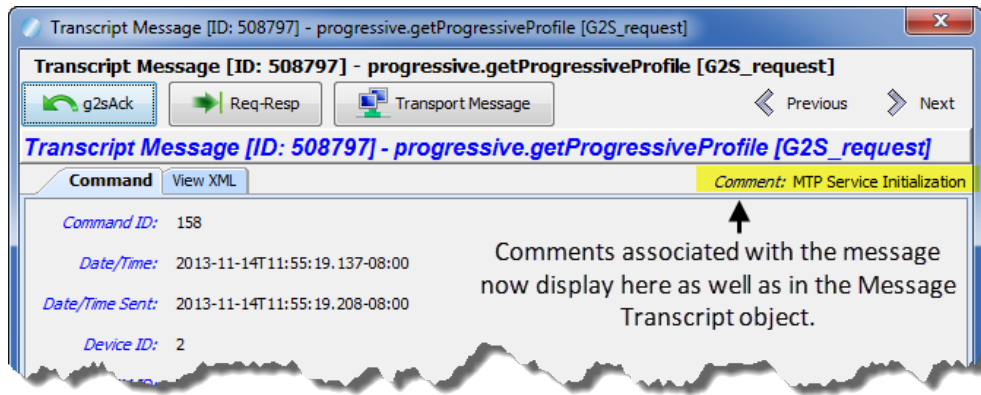 Transcript Message [ID: 508797] - progressive.getProgressiveProfile [G2S_request]
x
Transcript Message [ID: 508797] - progressive.getProgressiveProfile [G2S_request]
g2sAck Req-Resp Transport Message Previous Next
Transcript Message [ID: 508797] - progressive.getProgressiveProfile [G2S_request]
Command View XML Comment: MTP Service Initialization
Command ID: 158
Date/Time: 2013-11-14T11:55:19.137-08:00
Date/Time Sent: 2013-11-14T11:55:19.208-08:00
Device ID: 2
Comments associated with the message
now display here as well as in the Message
Transcript object.